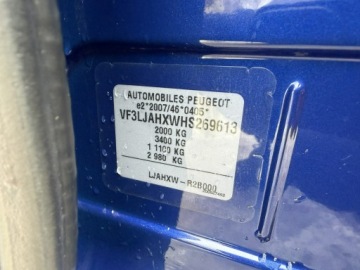 AUTOMOBILES PEUGEOT
e2*2007/46*0405*
VF3LJAHXWHS269613
2000 KG
3400 KG
1 1100 KG
2 980 KG
LJAHXW-R2B000